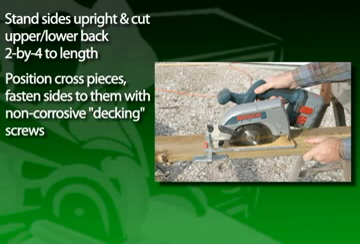 Stand sides upright & cut
upper/lower back
2-by-4 to length
Position cross pieces,
fasten sides to them with
non-corrosive "decking"
screws